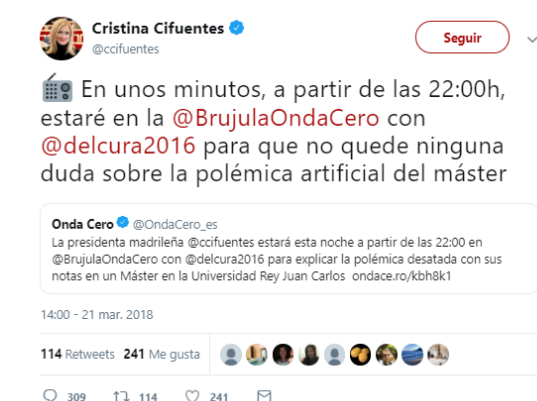 Cristina Cifuentes
@ccifuentes
Seguir
En unos minutos, a partir de las 22:00h,
estaré en la @BrujulaOndaCero con
@delcura2016 para que no quede ninguna
duda sobre la polémica artificial del máster
Onda Cero @OndaCero_es
La presidenta madrileña @ccifuentes estará esta noche a partir de las 22:00 en
@BrujulaOndaCero con @delcura2016 para explicar la polémica desatada con sus
notas en un Máster en la Universidad Rey Juan Carlos ondace.ro/kbh8k1
14:00 - 21 mar. 2018
114 Retweets 241 Me gusta
309 114 241